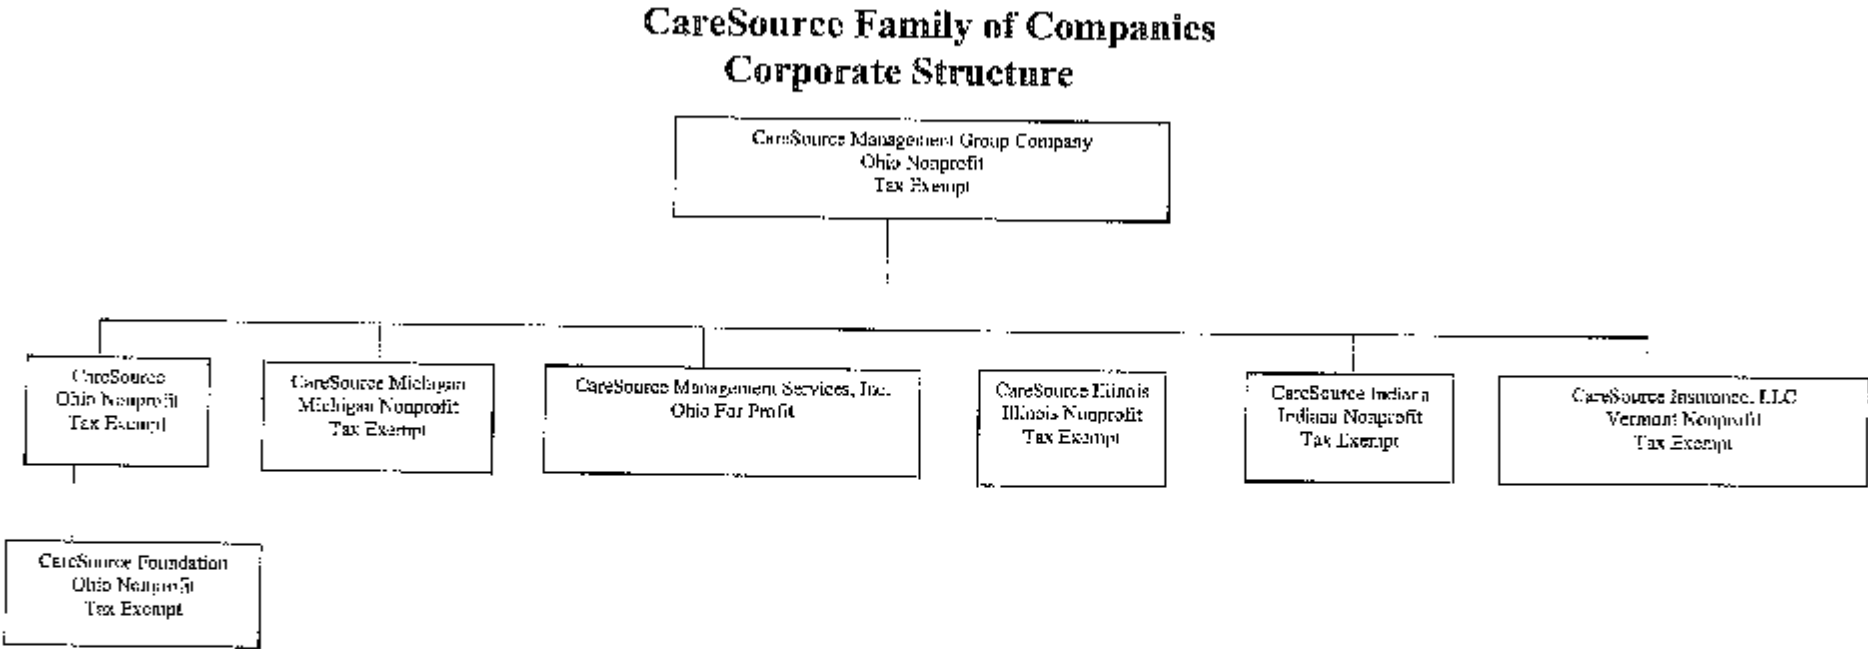 CareSource Family of Companies
Corporate Structure
CareSource Management Group Company
Ohio Nonprofit
Tax Exempt
CareSource
Ohio Nonprofit
Tax Exempt
CareSource Michigan
Michigan Nonprofit
Tax Exempt
CareSource Management Services, Inc.
Ohio For Profit
CareSource Illinois
Illinois Nonprofit
Tax Exempt
CareSource Indiana
Indiana Nonprofit
Tax Exempt
CareSource Insurance, LLC
Vermont Nonprofit
Tax Exempt
CareSource Foundation
Ohio Nonprofit
Tax Exempt